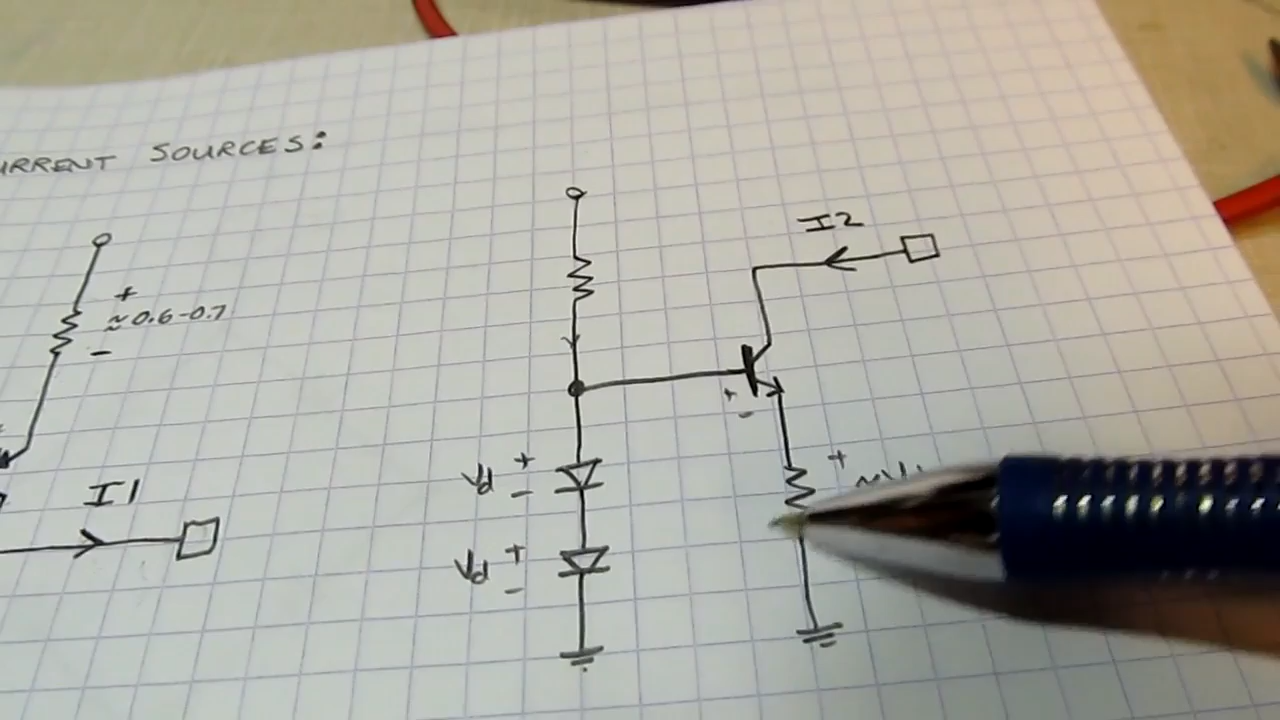 URRENT SOURCES:
I2
+
≈0.6-0.7
-
+
-
Vd +
-
+
I1
Vd +
-